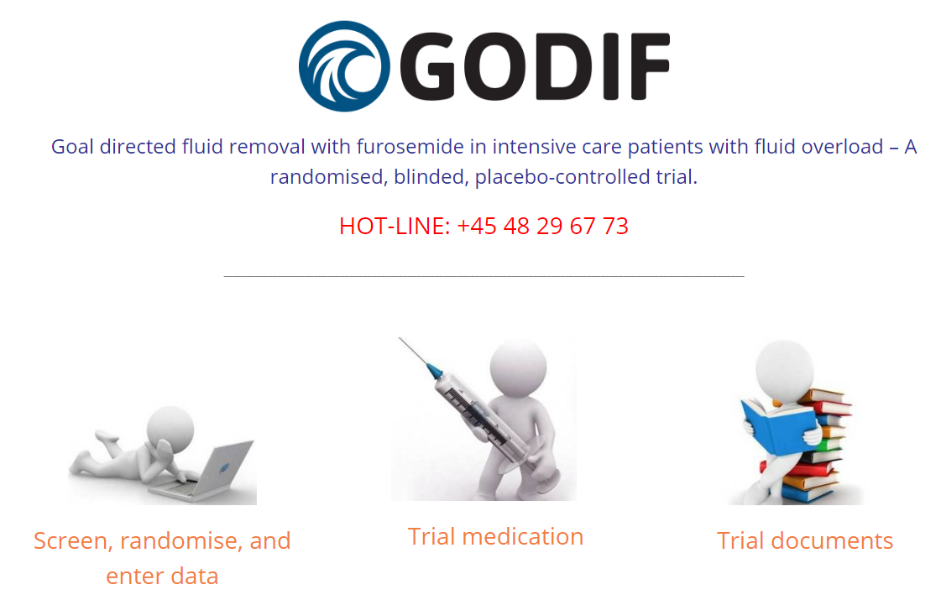 GODIF
Goal directed fluid removal with furosemide in intensive care patients with fluid overload – A
randomised, blinded, placebo-controlled trial.
HOT-LINE: +45 48 29 67 73
Screen, randomise, and
enter data
Trial medication
Trial documents